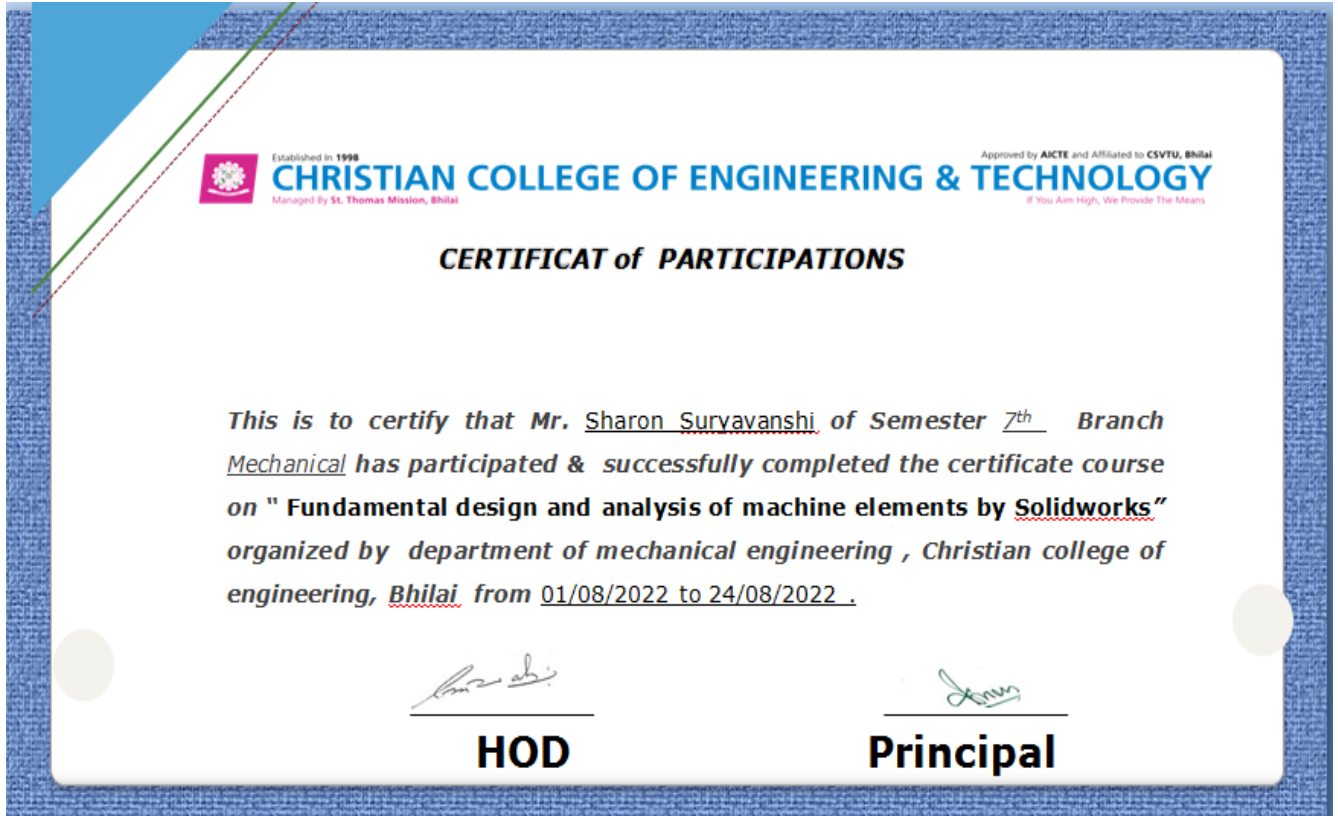 Established In 1998
Approved by AICTE and Affiliated to CSVTU, Bhilai
CHRISTIAN COLLEGE OF ENGINEERING & TECHNOLOGY
Managed By St. Thomas Mission, Bhilai
If You Aim High, We Provide The Means
CERTIFICAT of PARTICIPATIONS
This is to certify that Mr. Sharon Suryavanshi of Semester 7th Branch
Mechanical has participated & successfully completed the certificate course
on " Fundamental design and analysis of machine elements by Solidworks"
organized by department of mechanical engineering , Christian college of
engineering, Bhilai from 01/08/2022 to 24/08/2022 .
HOD
Principal